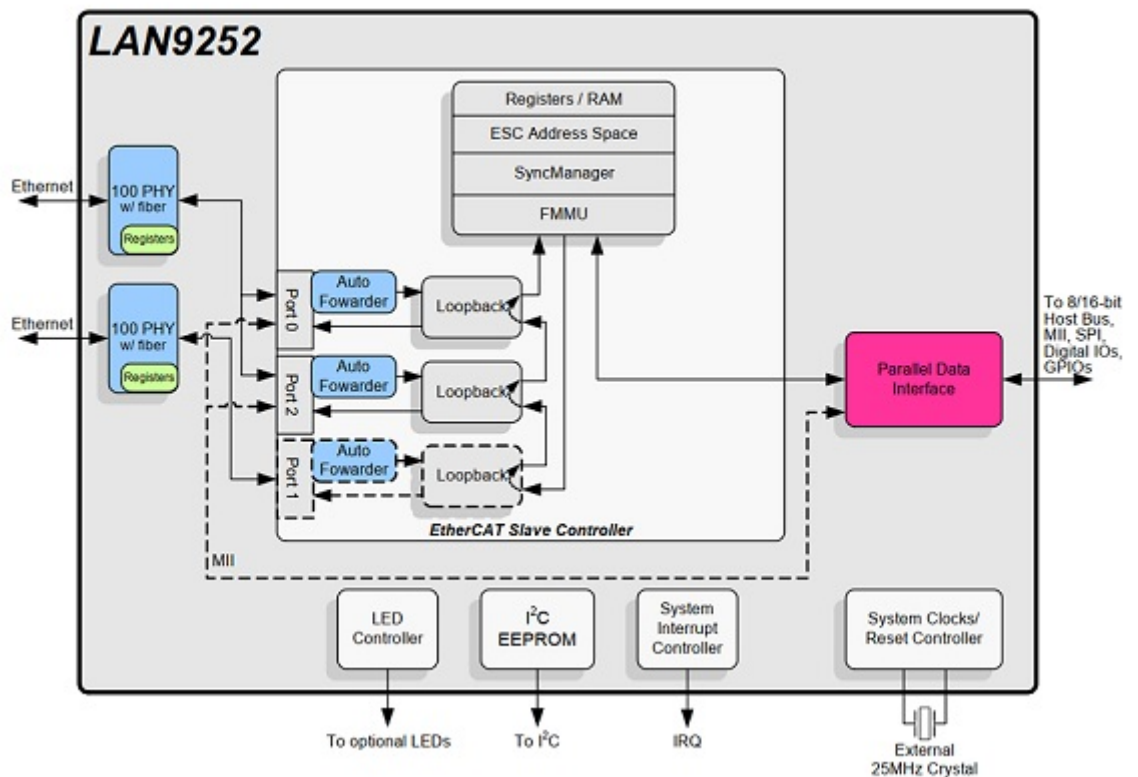 LAN9252
Registers / RAM
ESC Address Space
SyncManager
FMMU
Ethernet
100 PHY
w/ fiber
Registers
Port 0
Auto
Fowarder
Loopback
Ethernet
100 PHY
w/ fiber
Registers
Port 2
Auto
Fowarder
Loopback
Port 1
Auto
Fowarder
Loopback
To 8/16-bit
Host Bus,
MII, SPI,
Digital IOs,
GPIOs
Parallel Data
Interface
EtherCAT Slave Controller
MII
LED
Controller
I²C
EEPROM
System
Interrupt
Controller
System Clocks/
Reset Controller
To optional LEDs
To I²C
IRQ
External
25MHz Crystal